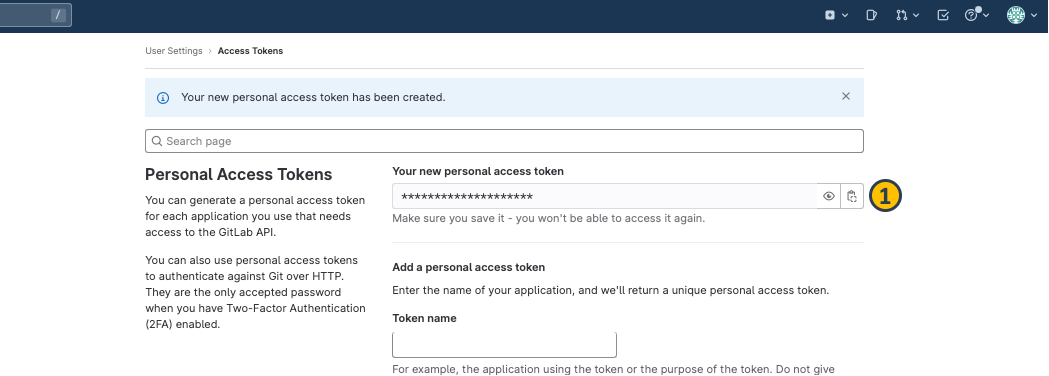 /
User Settings › Access Tokens
Your new personal access token has been created.
Search page
Personal Access Tokens
You can generate a personal access token
for each application you use that needs
access to the GitLab API.
You can also use personal access tokens
to authenticate against Git over HTTP.
They are the only accepted password
when you have Two-Factor Authentication
(2FA) enabled.
Your new personal access token
********************
1
Make sure you save it - you won't be able to access it again.
Add a personal access token
Enter the name of your application, and we'll return a unique personal access token.
Token name
For example, the application using the token or the purpose of the token. Do not give